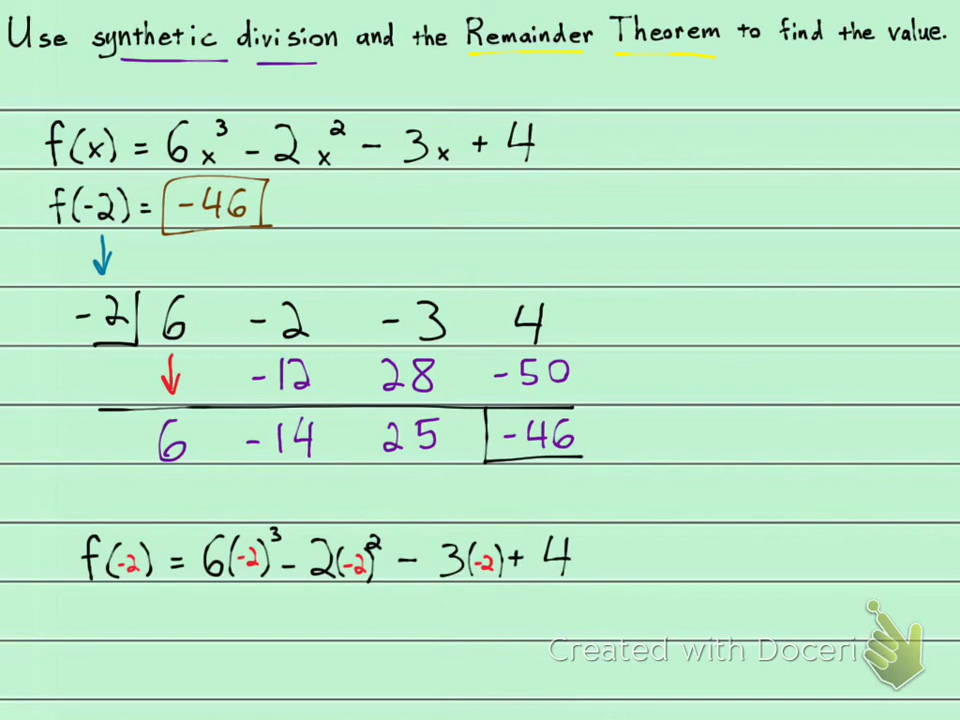 Use synthetic division and the Remainder Theorem to find the value.
f(x) = 6x³ - 2x² - 3x + 4
f(-2) = -46
-2 6 -2 -3 4
-12 28 -50
6 -14 25 -46
f(-2) = 6(-2)³ - 2(-2)² - 3(-2) + 4
Created with Doceri